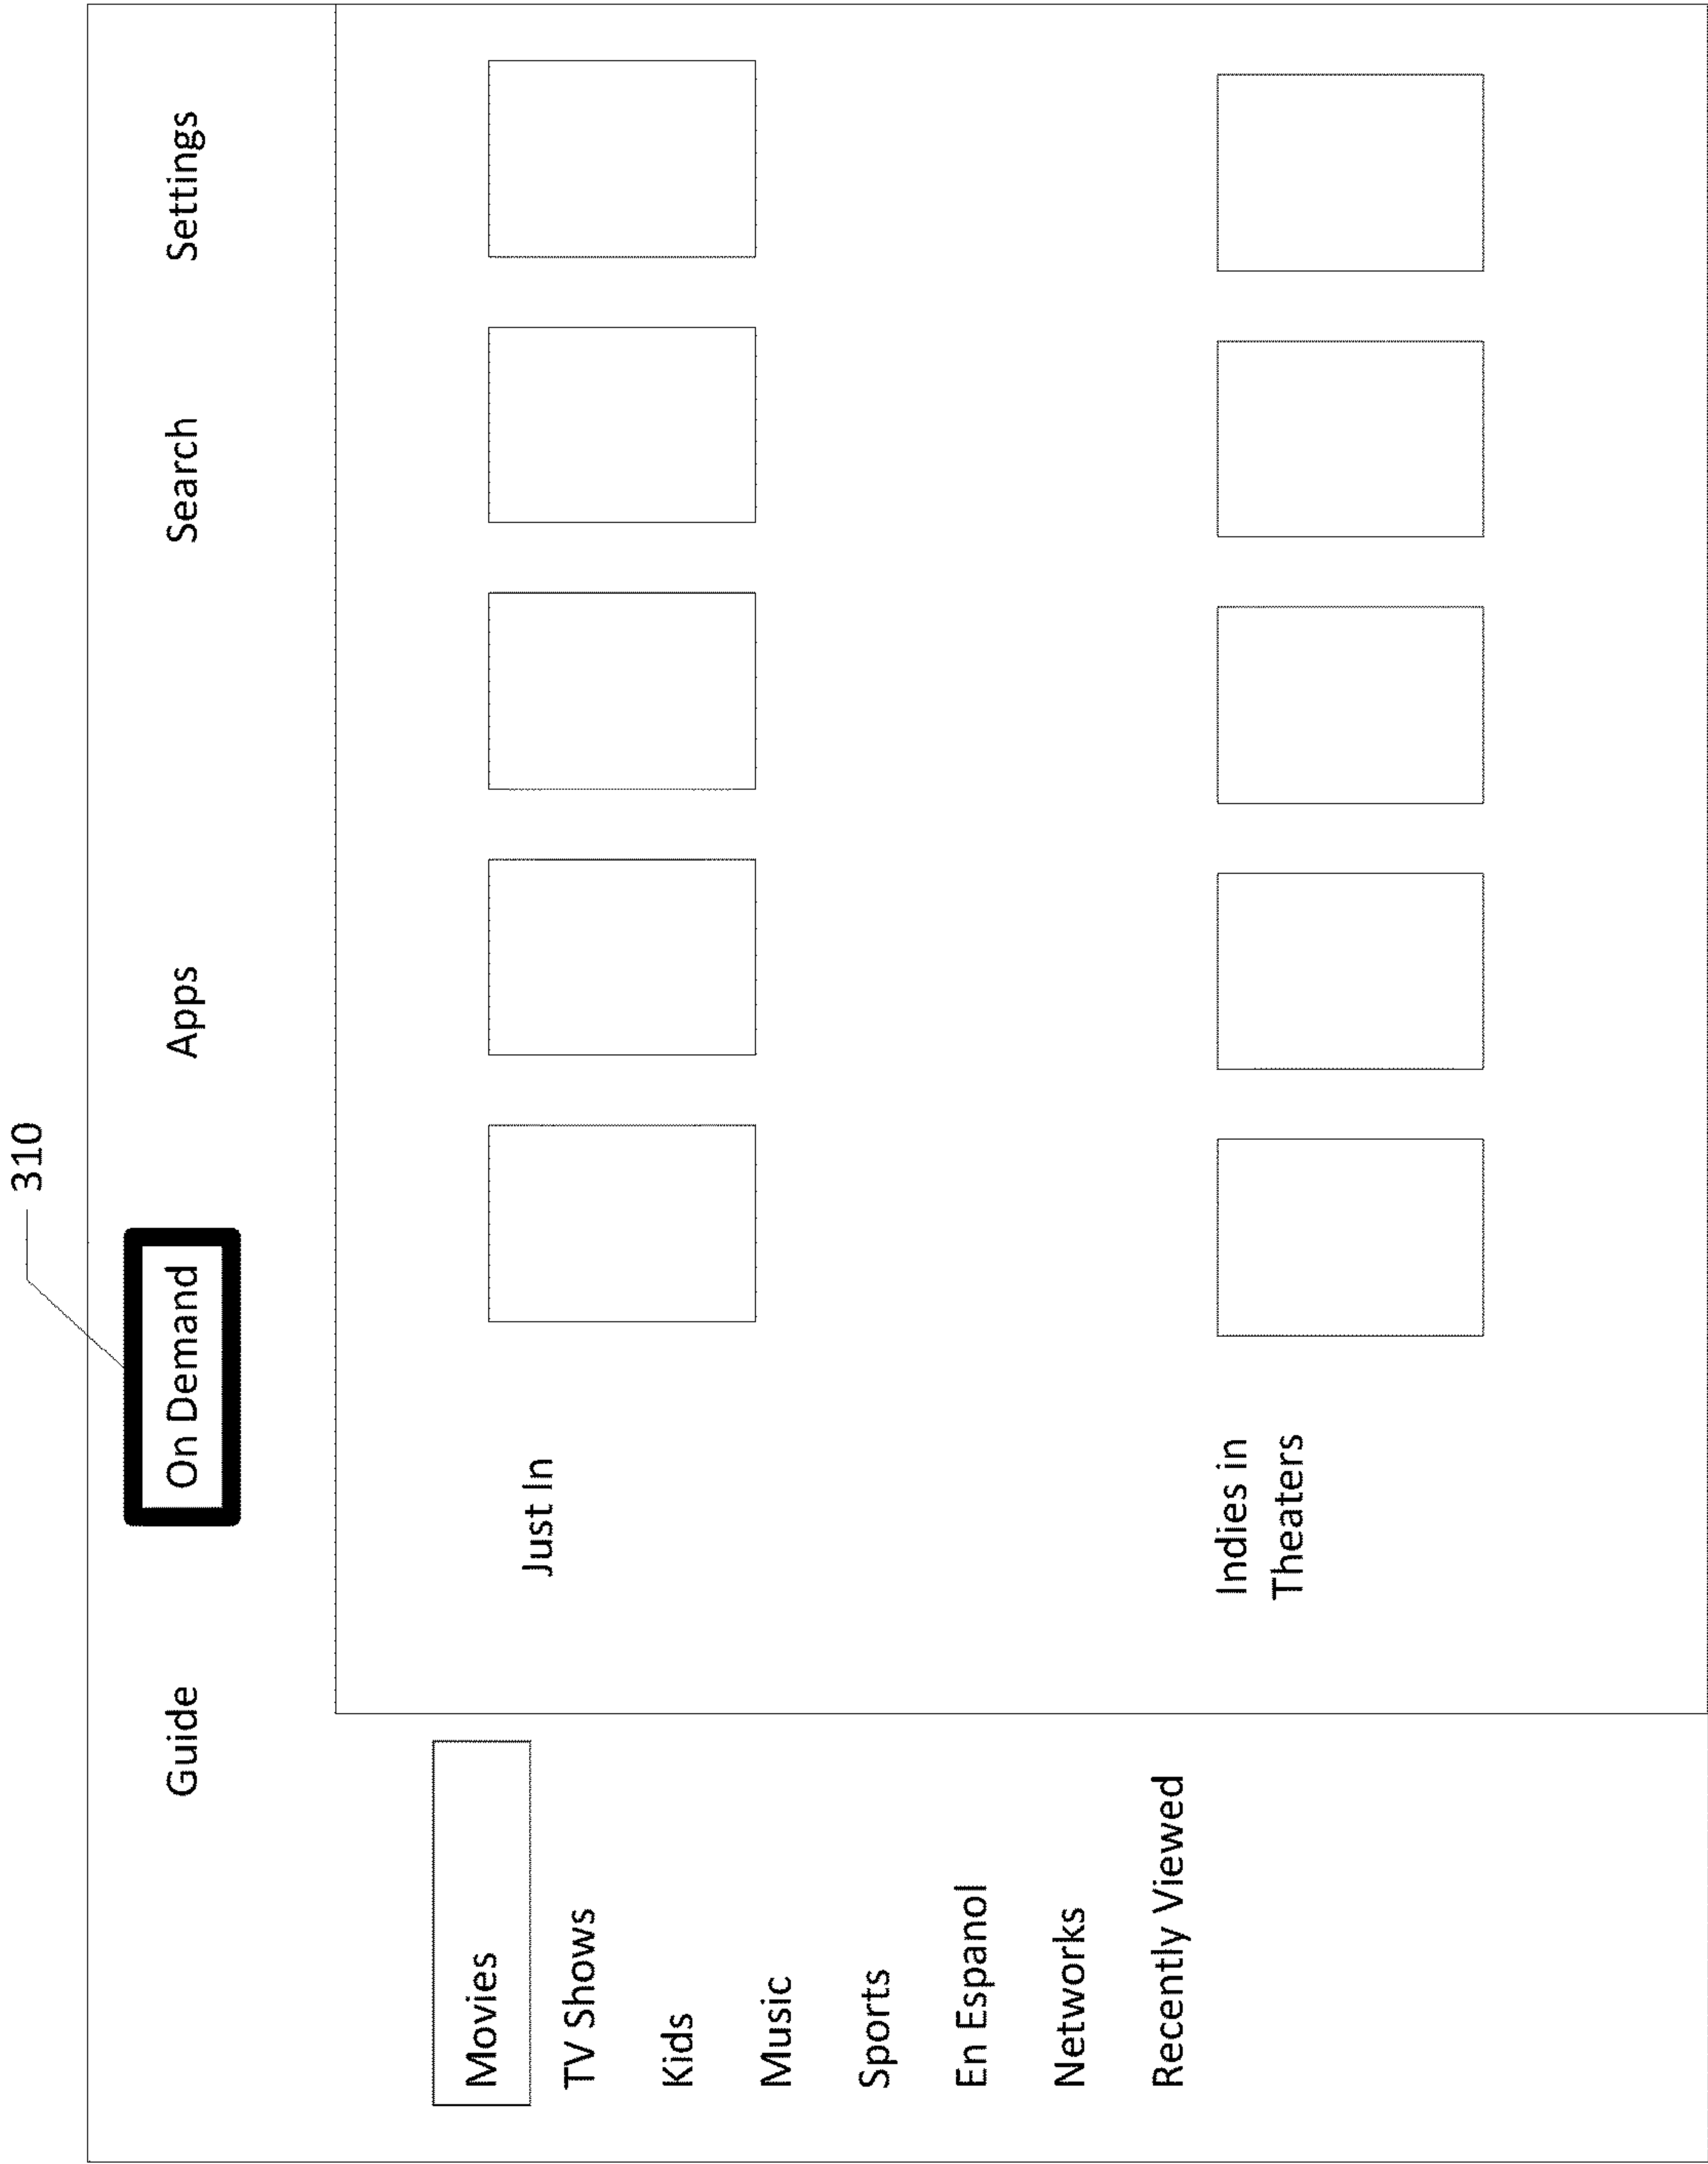 310
Guide
On Demand
Apps
Search
Settings
Movies
TV Shows
Kids
Music
Sports
En Espanol
Networks
Recently Viewed
Just In
Indies in
Theaters